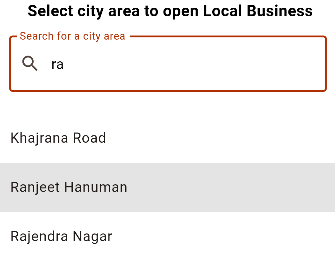 Select city area to open Local Business
Search for a city area
ra
Khajrana Road
Ranjeet Hanuman
Rajendra Nagar